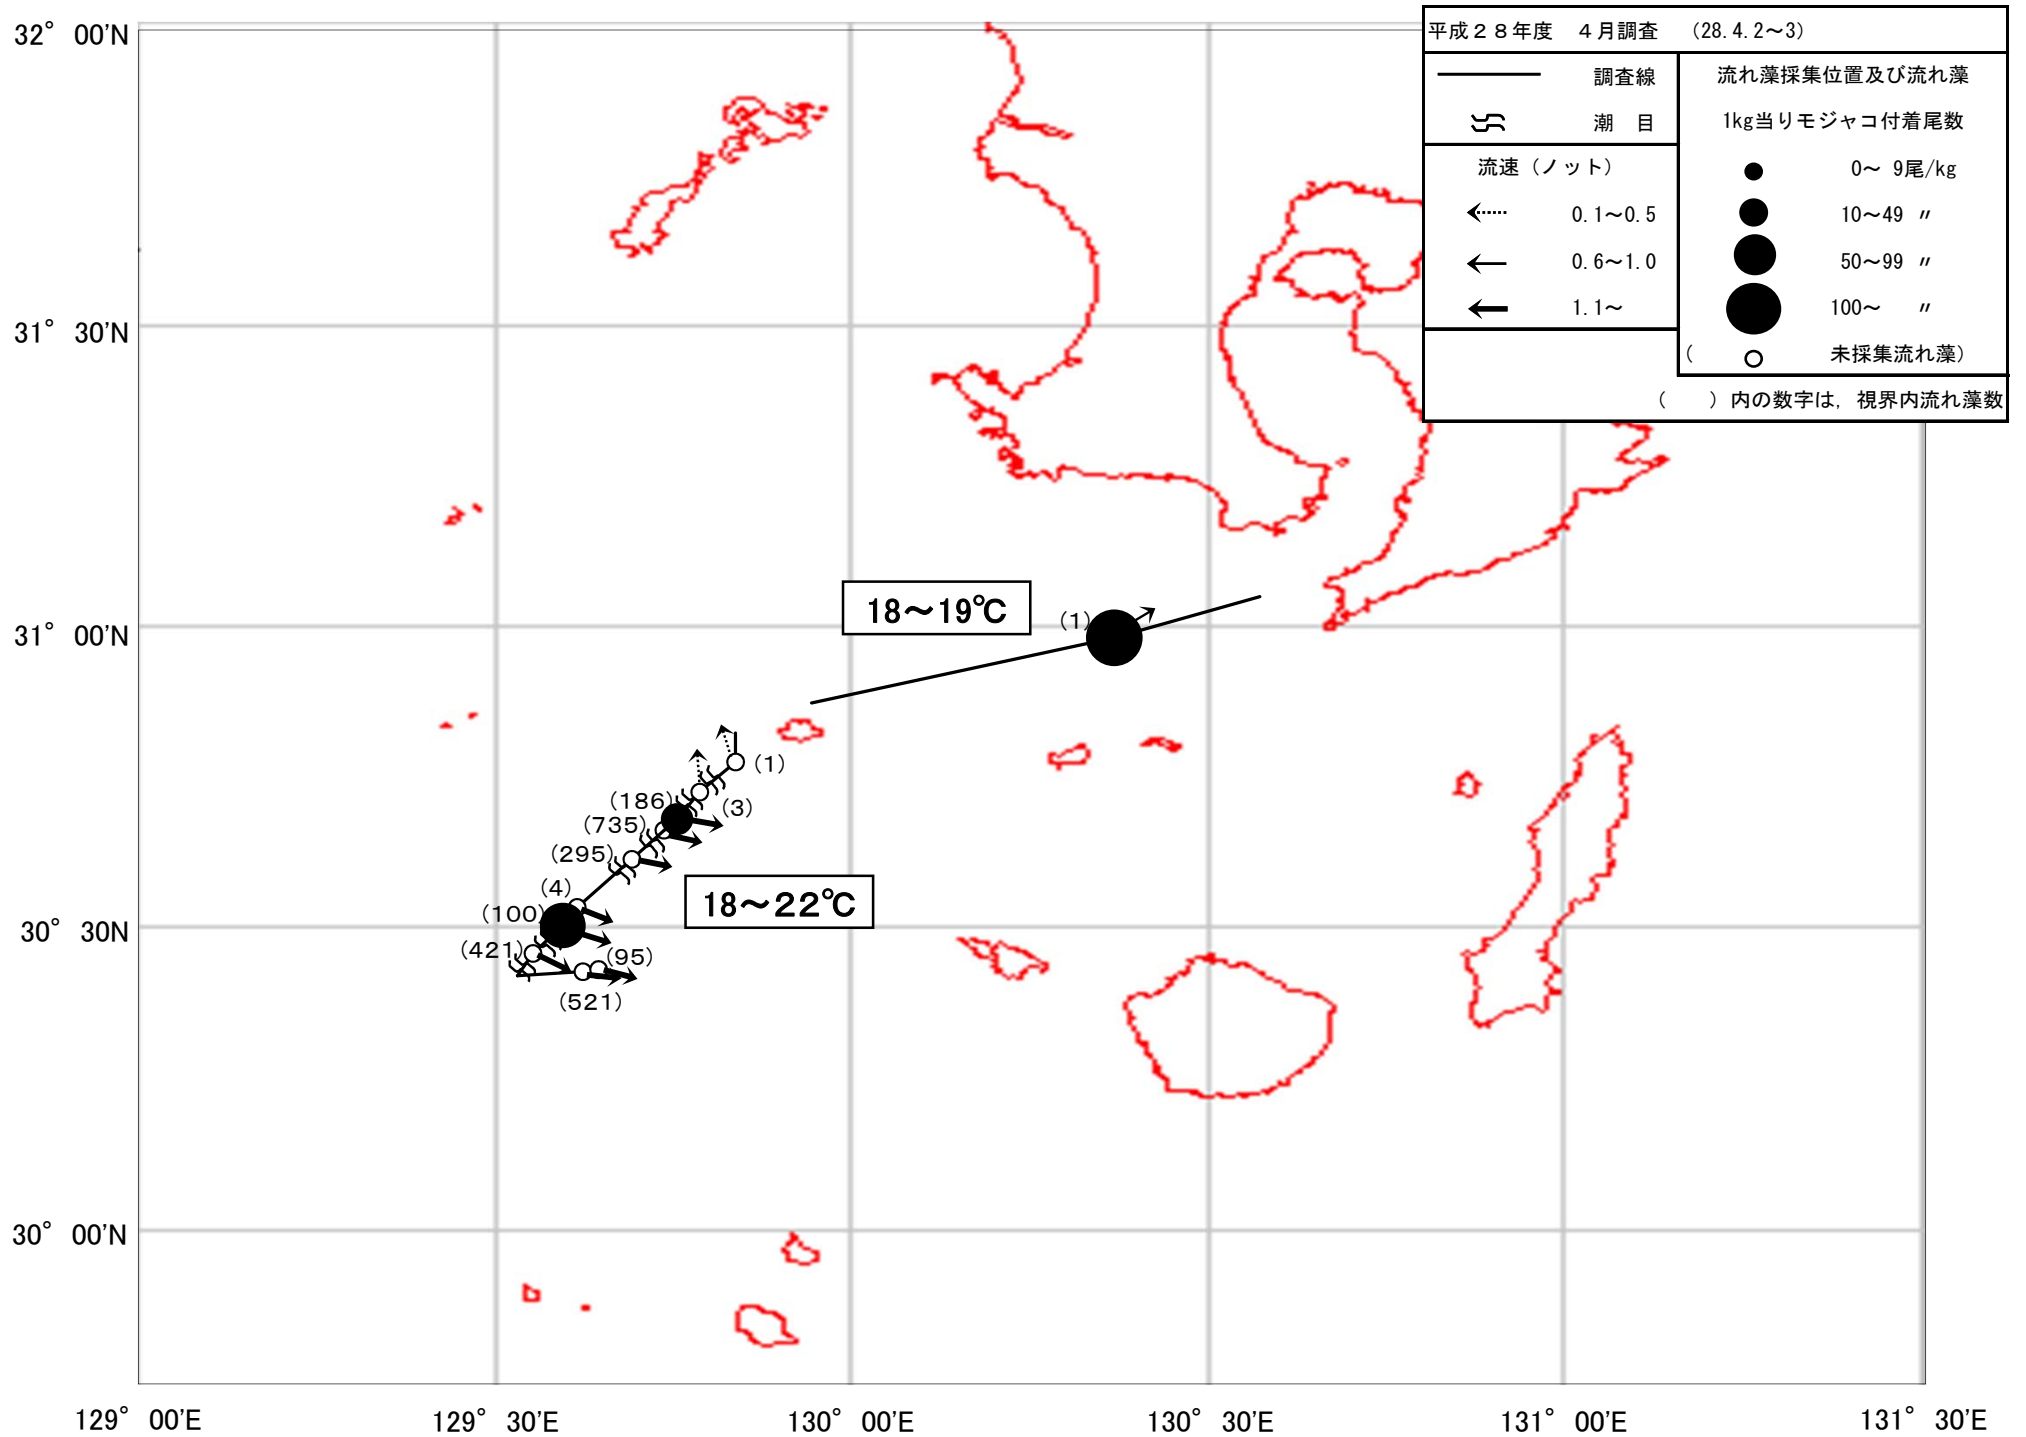 平成２８年度　４月調査　（28.4.2～3）
調査線
潮　目
流速（ノット）
0.1～0.5
0.6～1.0
1.1～
流れ藻採集位置及び流れ藻
1kg当りモジャコ付着尾数
0～ 9尾/kg
10～49 〃
50～99 〃
100～ 〃
（　　未採集流れ藻）
（　　）内の数字は，視界内流れ藻数
32° 00'N
31° 30'N
31° 00'N
30° 30'N
30° 00'N
18～19℃
（1）
（1）
（186）
（3）
（735）
（295）
（4）
18～22℃
（100）
（421）
（95）
（521）
129° 00'E
129° 30'E
130° 00'E
130° 30'E
131° 00'E
131° 30'E